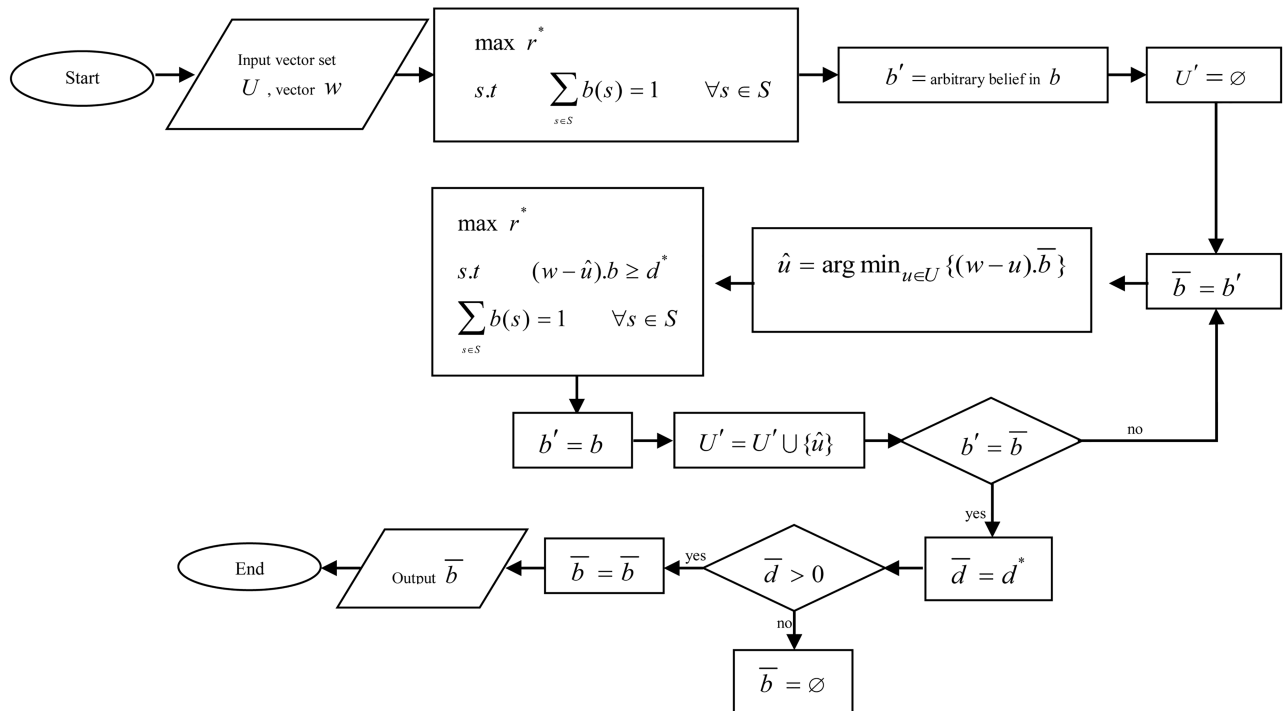 Start
Input vector set
U , vector w
max r*
s.t ∑_{s∈S} b(s) = 1 ∀s ∈ S
b′ = arbitrary belief in b
U′ = ∅
b̅ = b′
û = arg min_{u∈U} {(w − u).b̅}
max r*
s.t (w − û).b ≥ d*
∑_{s∈S} b(s) = 1 ∀s ∈ S
b′ = b
U′ = U′ ∪ {û}
b′ = b̅
no
yes
d̅ = d*
d̅ > 0
yes
b̅ = b̅
Output b̅
End
no
b̅ = ∅